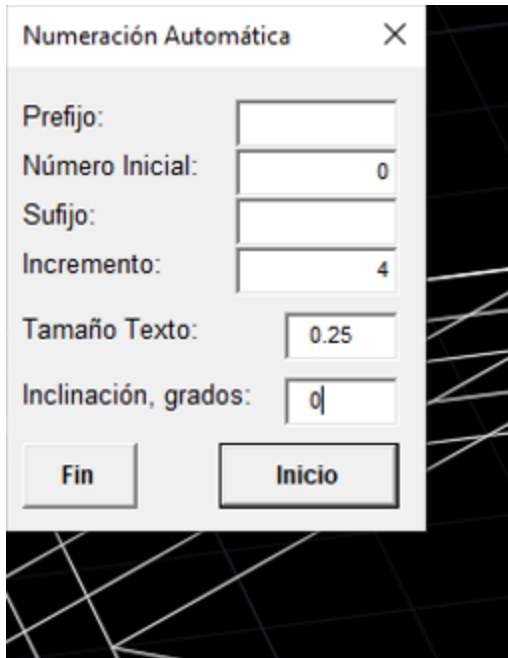 Numeración Automática
Prefijo:
Número Inicial: 0
Sufijo:
Incremento: 4
Tamaño Texto: 0.25
Inclinación, grados: 0
Fin Inicio